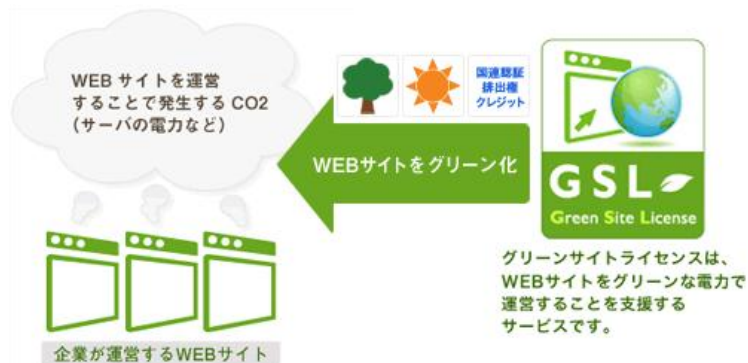 WEB サイトを運営
することで発生する CO2
(サーバの電力など)
国連認証
排出権
クレジット
WEBサイトをグリーン化
GSL
Green Site License
グリーンサイトライセンスは、
WEBサイトをグリーンな電力で
運営することを支援する
サービスです。
企業が運営するWEBサイト